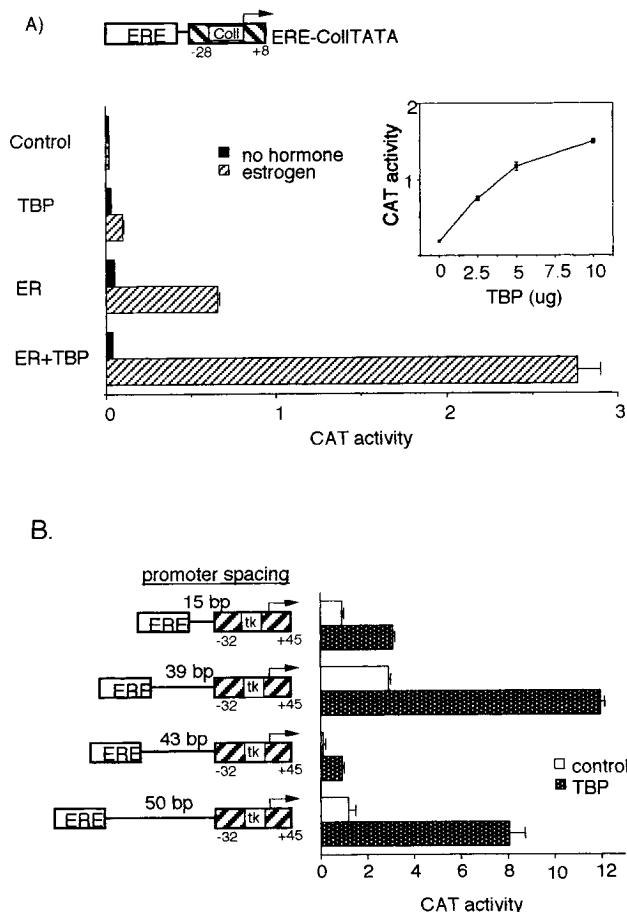 A)
ERE Coll ERE-CollTATA
-28 +8
Control
TBP
ER
ER+TBP
no hormone
estrogen
0 1 2 3
CAT activity
2
1
CAT activity
0 2.5 5 7.5 10
TBP (ug)
B.
promoter spacing
15 bp
ERE tk
-32 +45
39 bp
ERE tk
-32 +45
43 bp
ERE tk
-32 +45
50 bp
ERE tk
-32 +45
control
TBP
0 2 4 6 8 10 12
CAT activity